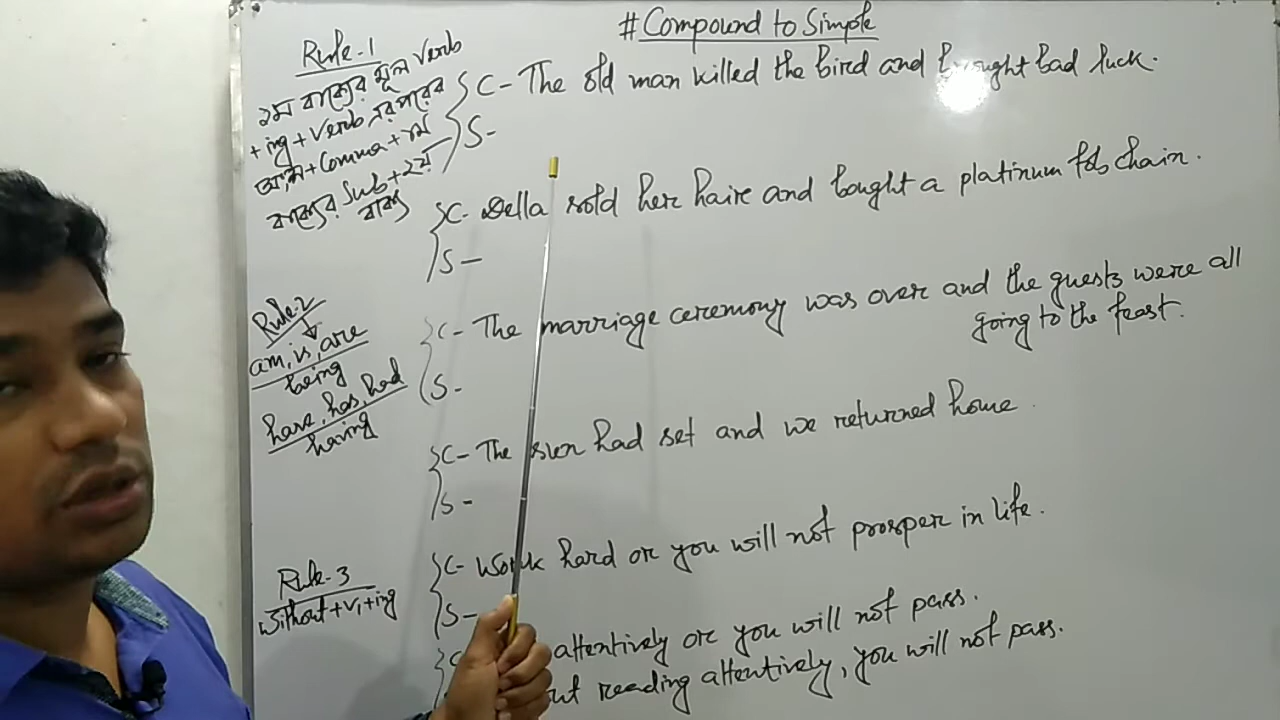 #Compound to Simple
Rule-1
১ম বাক্যের মূল verb
+ing+verb এর পরের
অংশ+Comma+১ম
বাক্যের Sub+২য়
বাক্য
C- The old man killed the bird and bad luck.
S-
C- Della sold her haire and bought a platinum fob chain.
S-
Rule-2
am, is, are
being
have, has, had
having
C- The marriage ceremony was over and the guests were all
going to the feast.
S-
C- The sun had set and we returned home.
S-
Rule-3
without+V1+ing
C- Work hard or you will not prosper in life.
S-
attentively or you will not pass.
reading attentively, you will not pass.